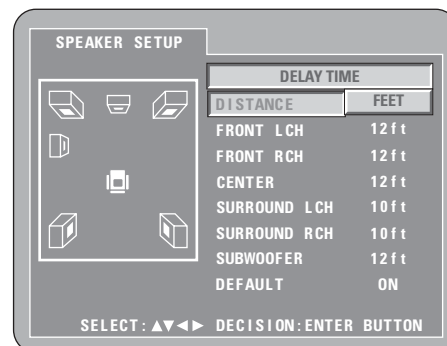 SPEAKER SETUP
DELAY TIME
DISTANCE FEET
FRONT LCH 12ft
FRONT RCH 12ft
CENTER 12ft
SURROUND LCH 10ft
SURROUND RCH 10ft
SUBWOOFER 12ft
DEFAULT ON
SELECT:▲▼◄► DECISION:ENTER BUTTON